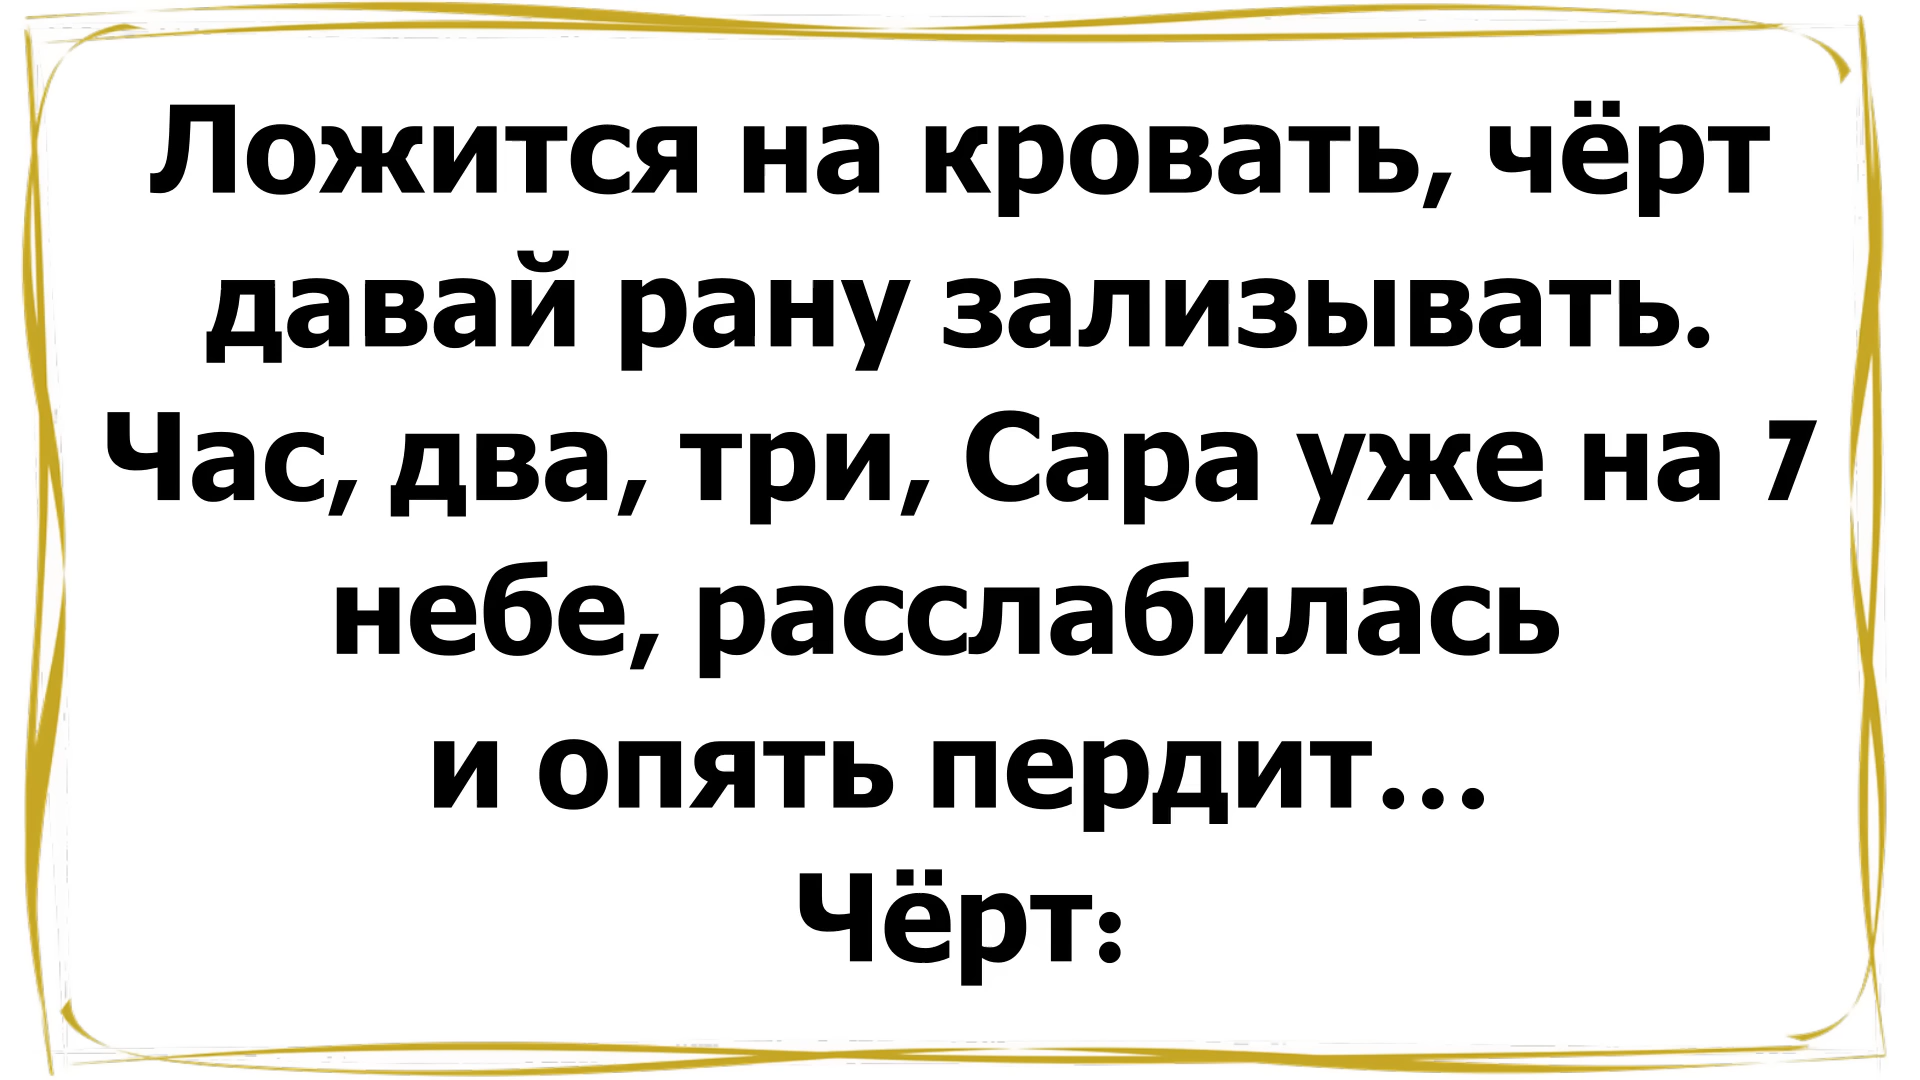 Ложится на кровать, чёрт
давай рану зализывать.
Час, два, три, Сара уже на 7
небе, расслабилась
и опять пердит...
Чёрт: